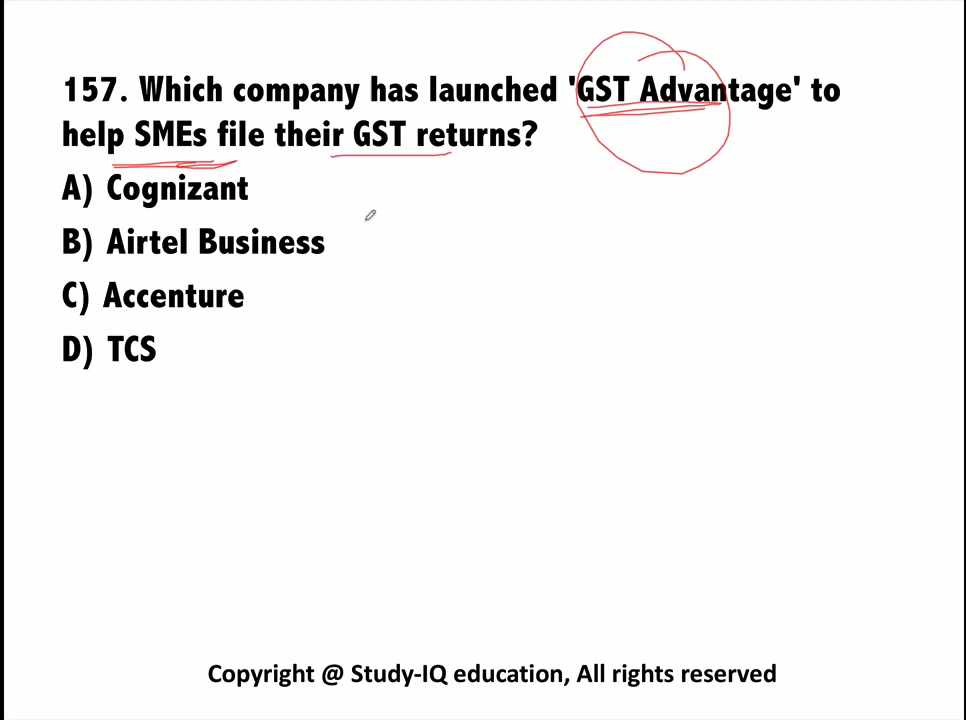 157. Which company has launched 'GST Advantage' to
help SMEs file their GST returns?
A) Cognizant
B) Airtel Business
C) Accenture
D) TCS
Copyright @ Study-IQ education, All rights reserved